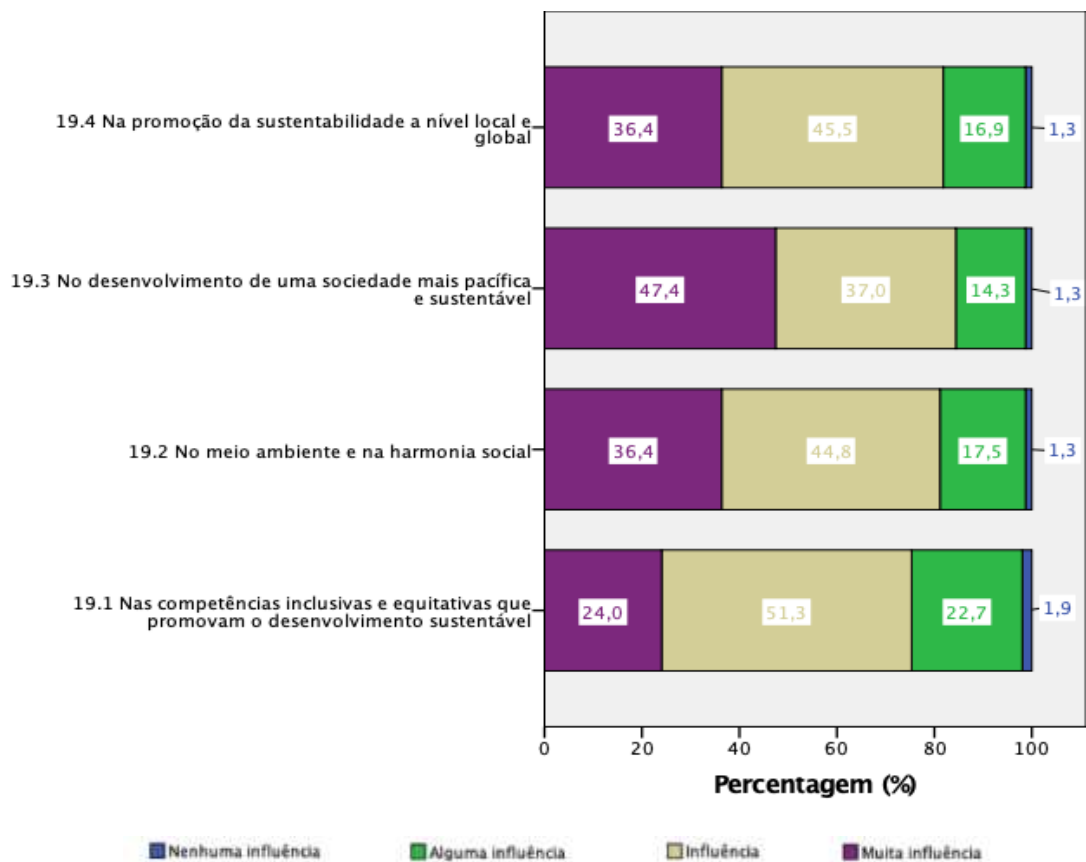 19.4 Na promoção da sustentabilidade a nível local e
global
36,4
45,5
16,9
1,3
19.3 No desenvolvimento de uma sociedade mais pacífica
e sustentável
47,4
37,0
14,3
1,3
19.2 No meio ambiente e na harmonia social
36,4
44,8
17,5
1,3
19.1 Nas competências inclusivas e equitativas que
promovam o desenvolvimento sustentável
24,0
51,3
22,7
1,9
0
20
40
60
80
100
Percentagem (%)
Nenhuma influência
Alguma influência
Influência
Muita influência